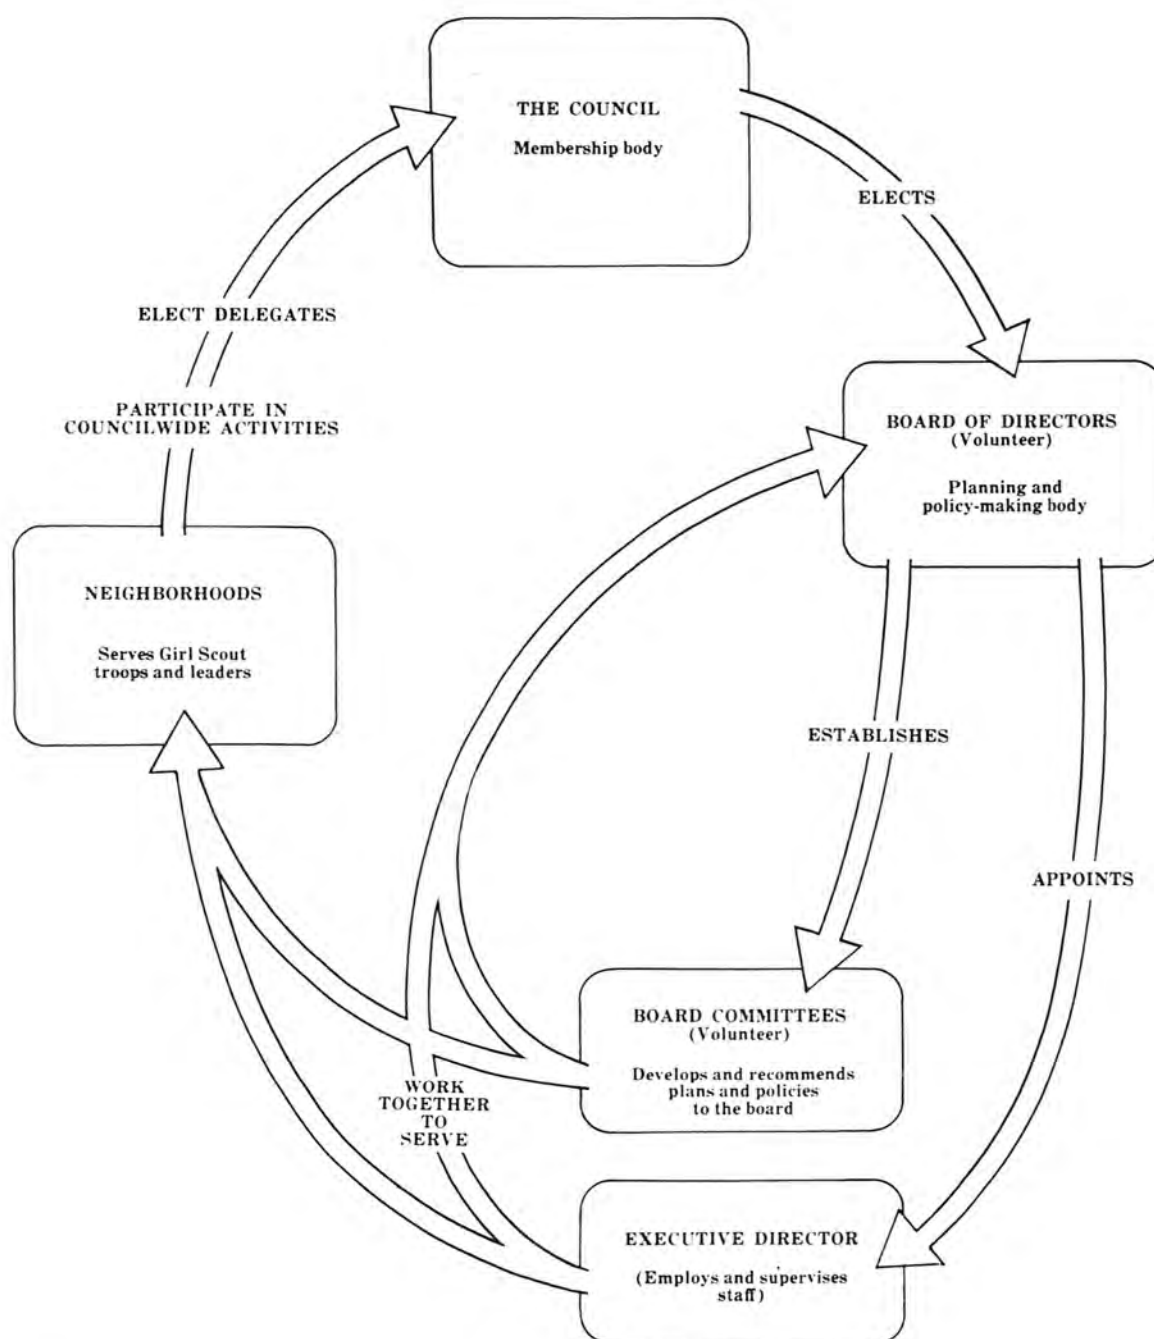 THE COUNCIL
Membership body
ELECTS
ELECT DELEGATES
PARTICIPATE IN
COUNCILWIDE ACTIVITIES
BOARD OF DIRECTORS
(Volunteer)
Planning and
policy-making body
NEIGHBORHOODS
Serves Girl Scout
troops and leaders
ESTABLISHES
APPOINTS
BOARD COMMITTEES
(Volunteer)
Develops and recommends
plans and policies
to the board
WORK
TOGETHER
TO
SERVE
EXECUTIVE DIRECTOR
(Employs and supervises
staff)